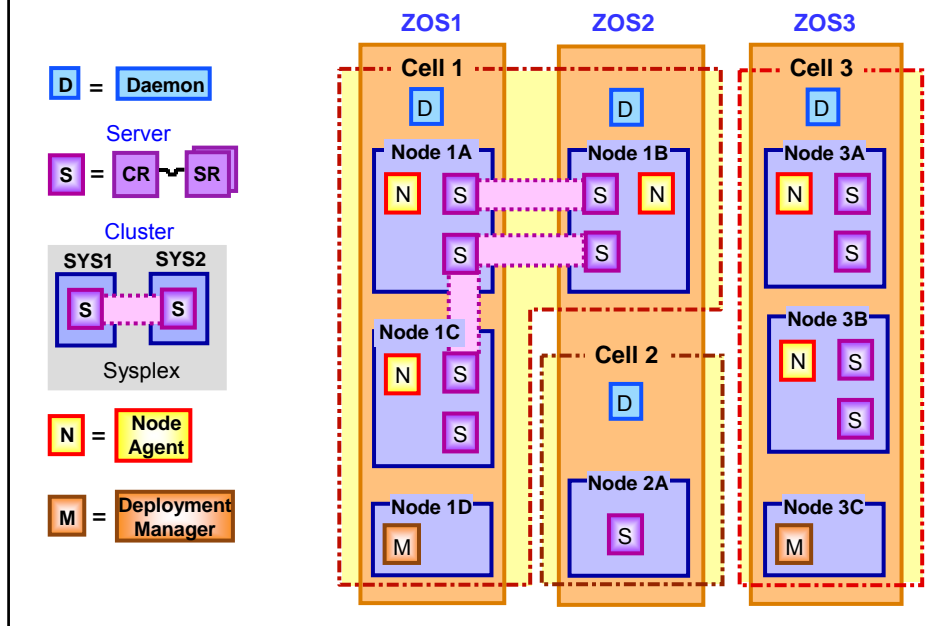 ZOS1 ZOS2 ZOS3
D = Daemon
Server
S = CR SR
Cluster
SYS1 SYS2
S S
Sysplex
N = Node
Agent
M = Deployment
Manager
Cell 1
D D
Node 1A
N S
S
Node 1B
S N
S
Node 1C
N S
S
Node 1D
M
Cell 2
D
Node 2A
S
Cell 3
D
Node 3A
N S
S
Node 3B
N S
S
Node 3C
M